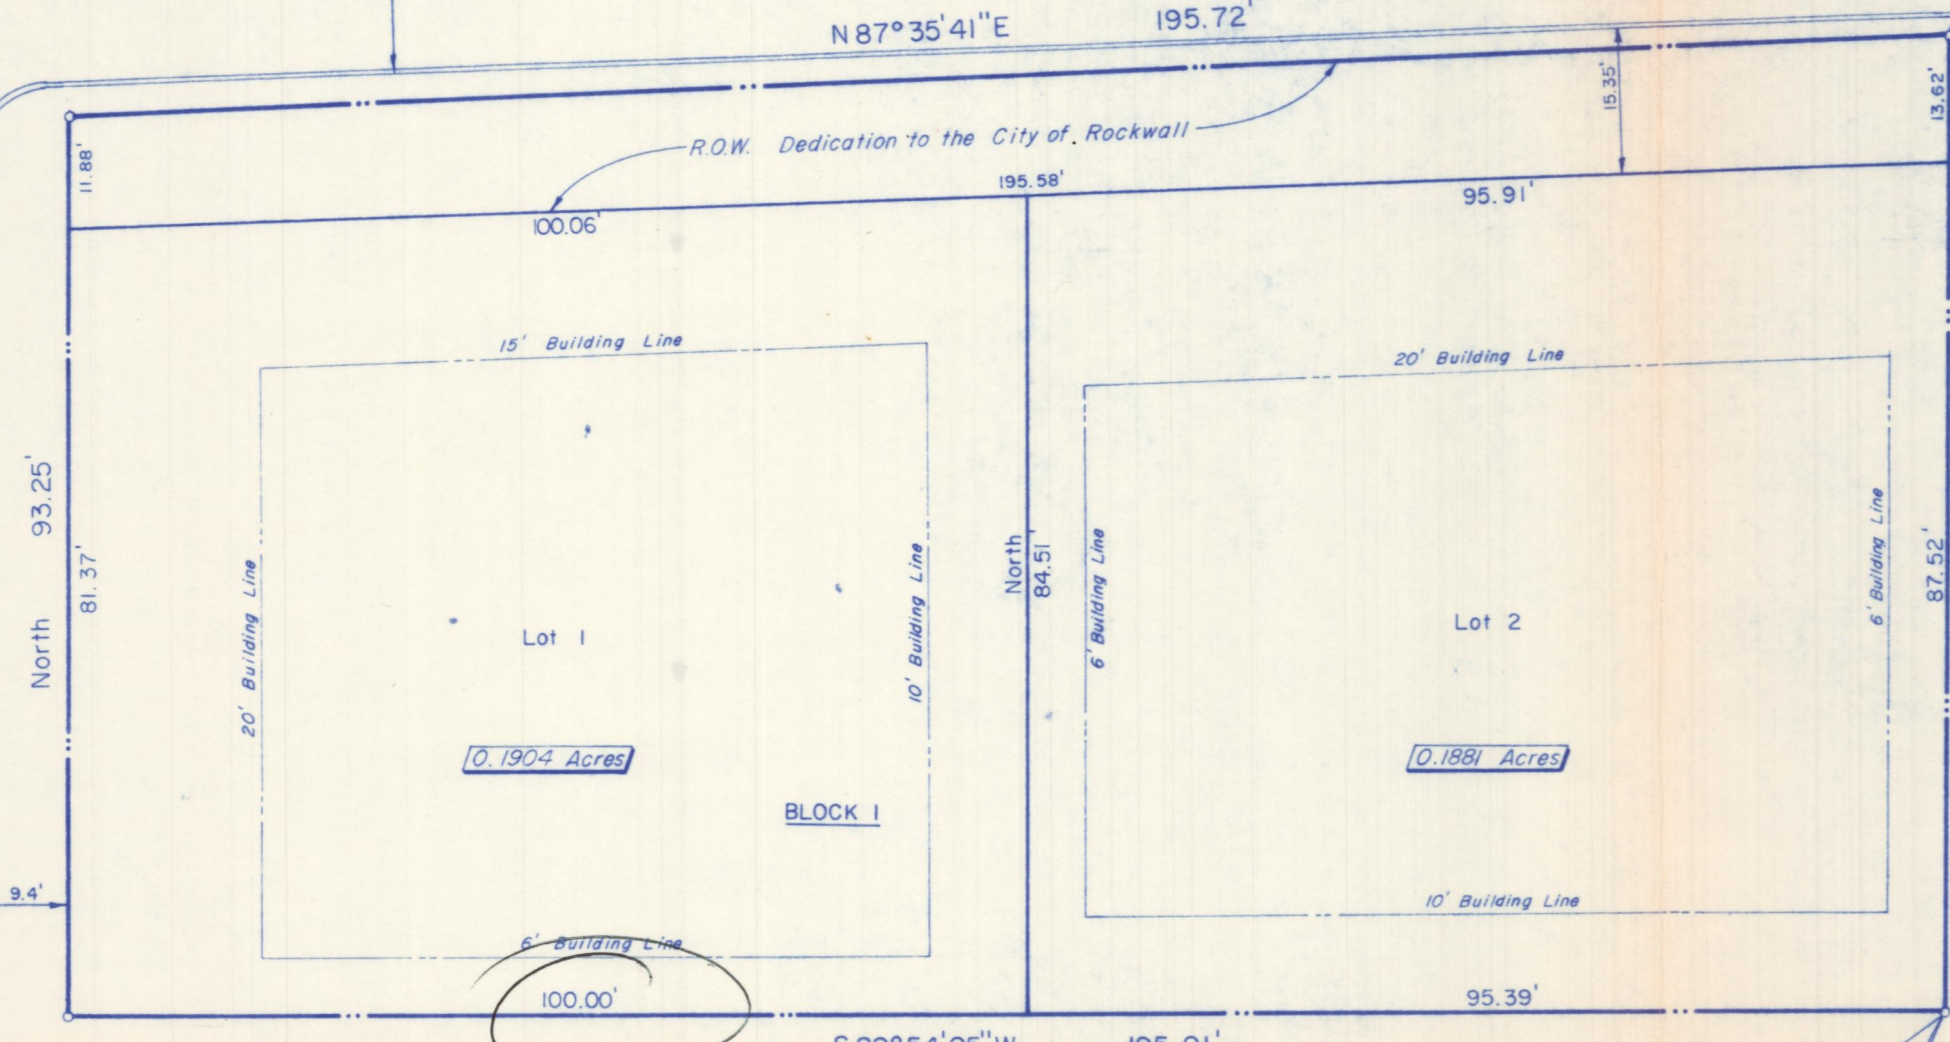 N 87°35'41"E 195.72'
15.35'
13.62'
11.88'
R.O.W. Dedication to the City of Rockwall
195.58'
100.06'
95.91'
15' Building Line
20' Building Line
North 93.25'
81.37'
20' Building Line
10' Building Line
North
84.51'
6' Building Line
6' Building Line
87.52'
Lot 1
Lot 2
0.1904 Acres
0.1881 Acres
BLOCK 1
9.4'
6' Building Line
10' Building Line
100.00'
95.39'